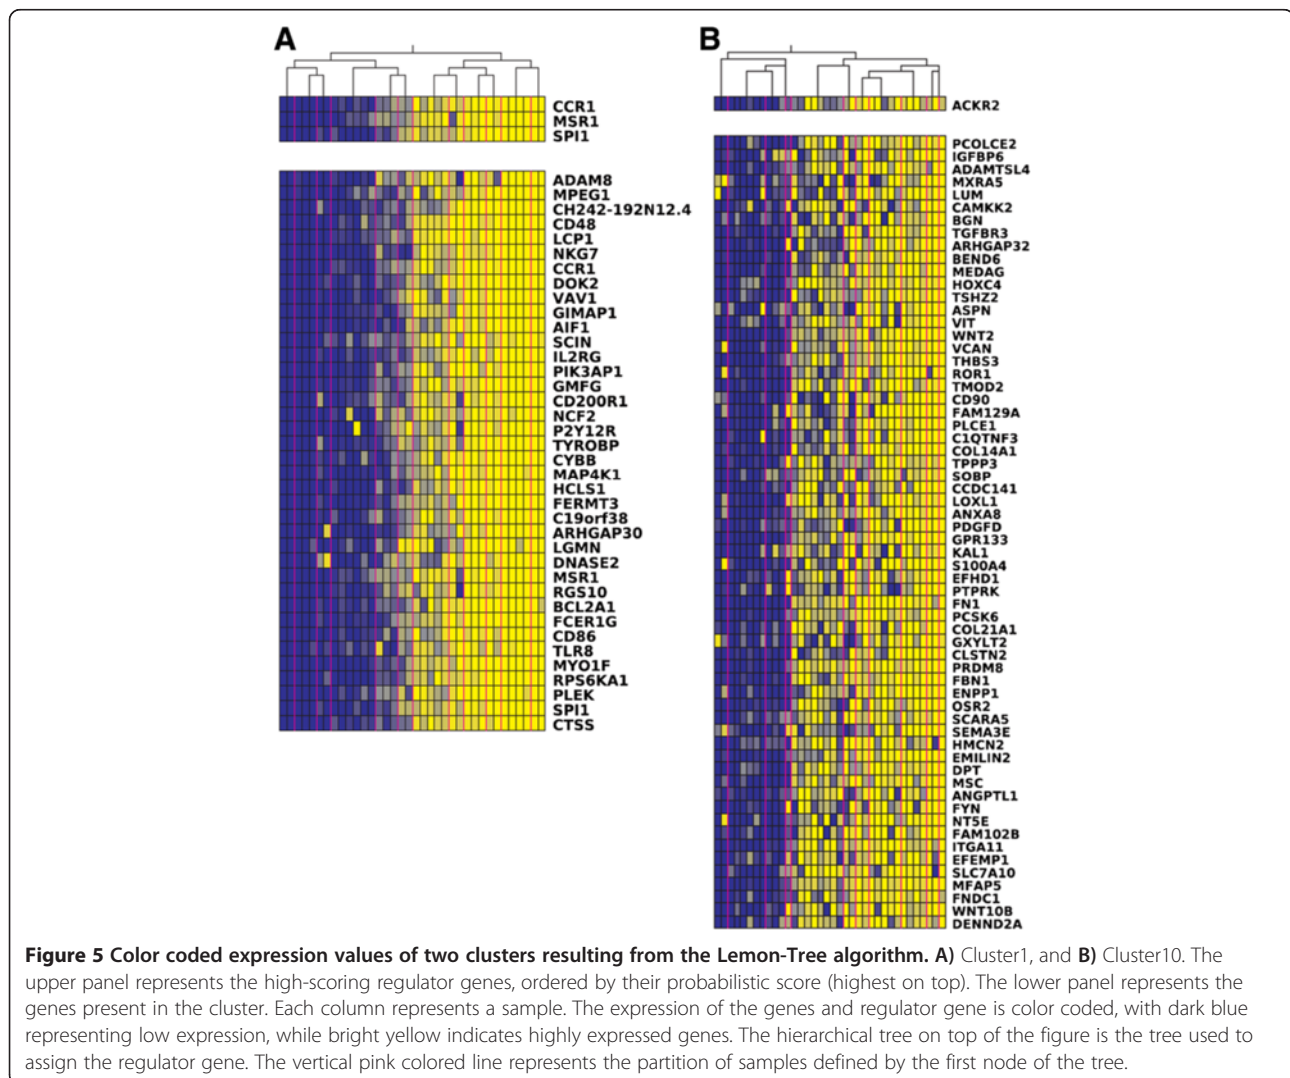 A
B
CCR1
MSR1
SPI1
ADAM8
MPEG1
CH242-192N12.4
CD48
LCP1
NKG7
CCR1
DOK2
VAV1
GIMAP1
AIF1
SCIN
IL2RG
PIK3AP1
GMFG
CD200R1
NCF2
P2Y12R
TYROBP
CYBB
MAP4K1
HCLS1
FERMT3
C19orf38
ARHGAP30
LGMN
DNASE2
MSR1
RGS10
BCL2A1
FCER1G
CD86
TLR8
MYO1F
RPS6KA1
PLEK
SPI1
CTSS
ACKR2
PCOLCE2
IGFBP6
ADAMTSL4
MXRA5
LUM
CAMKK2
BGN
TGFBR3
ARHGAP32
BEND6
MEDAG
HOXC4
TSHZ2
ASPN
VIT
WNT2
VCAN
THBS3
ROR1
TMOD2
CD90
FAM129A
PLCE1
C1QTNF3
COL14A1
TPPP3
SOBP
CCDC141
LOXL1
ANXA8
PDGFD
GPR133
KAL1
S100A4
EFHD1
PTPRK
FN1
PCSK6
COL21A1
GXYLT2
CLSTN2
PRDM8
FBN1
ENPP1
OSR2
SCARA5
SEMA3E
HMCN2
EMILIN2
DPT
MSC
ANGPTL1
FYN
NT5E
FAM102B
ITGA11
EFEMP1
SLC7A10
MFAP5
FNDC1
WNT10B
DENND2A
Figure 5 Color coded expression values of two clusters resulting from the Lemon-Tree algorithm. A) Cluster1, and B) Cluster10. The
upper panel represents the high-scoring regulator genes, ordered by their probabilistic score (highest on top). The lower panel represents the
genes present in the cluster. Each column represents a sample. The expression of the genes and regulator gene is color coded, with dark blue
representing low expression, while bright yellow indicates highly expressed genes. The hierarchical tree on top of the figure is the tree used to
assign the regulator gene. The vertical pink colored line represents the partition of samples defined by the first node of the tree.